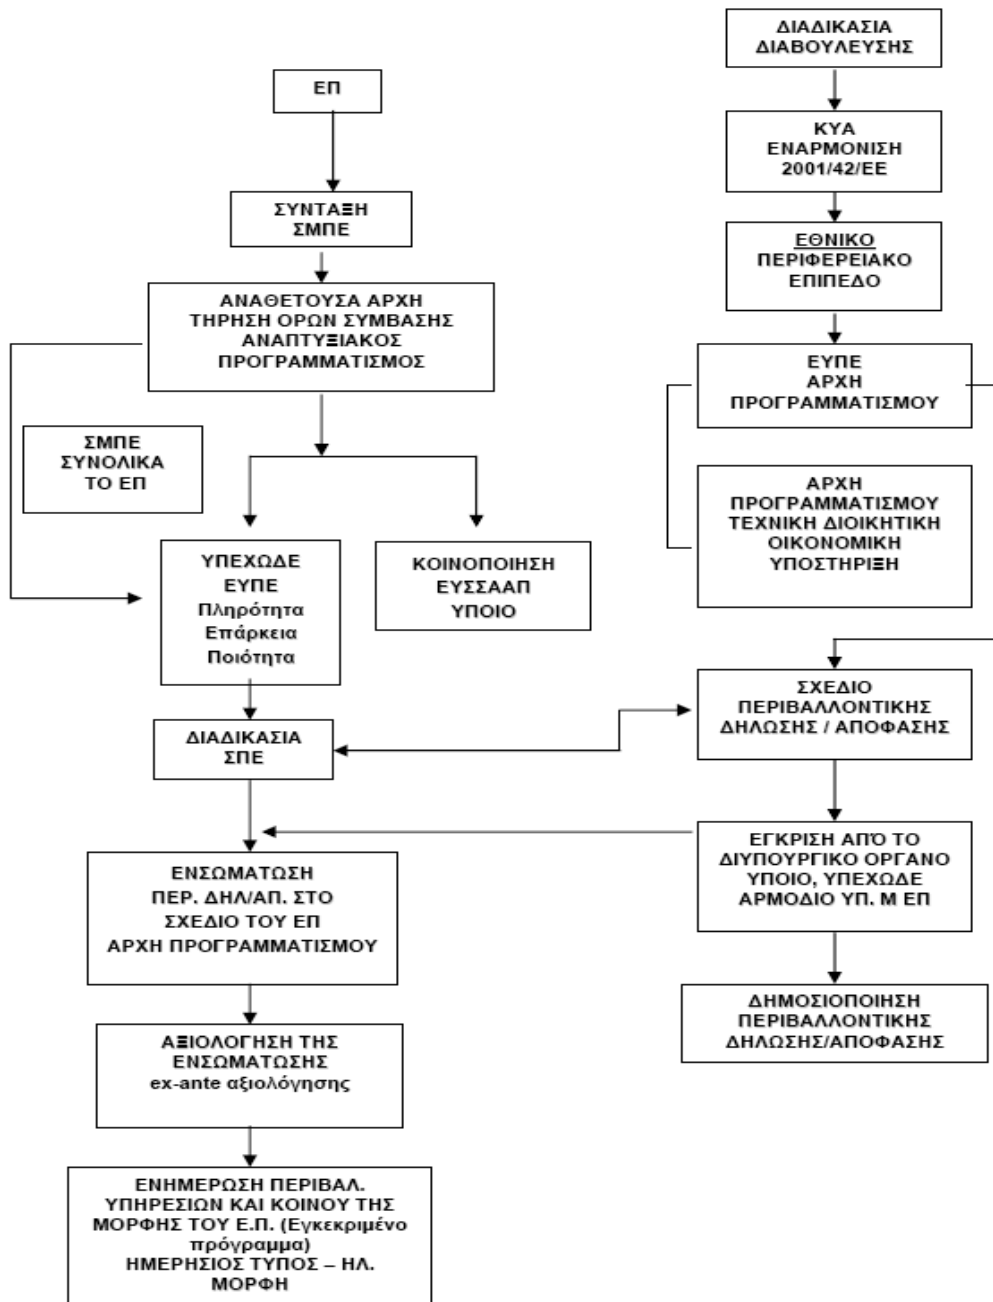 ΕΠ
ΣΥΝΤΑΞΗ
ΣΜΠΕ
ΑΝΑΘΕΤΟΥΣΑ ΑΡΧΗ
ΤΗΡΗΣΗ ΟΡΩΝ ΣΥΜΒΑΣΗΣ
ΑΝΑΠΤΥΞΙΑΚΟΣ
ΠΡΟΓΡΑΜΜΑΤΙΣΜΟΣ
ΣΜΠΕ
ΣΥΝΟΛΙΚΑ
ΤΟ ΕΠ
ΥΠΕΧΩΔΕ
ΕΥΠΕ
Πληρότητα
Επάρκεια
Ποιότητα
ΚΟΙΝΟΠΟΙΗΣΗ
ΕΥΣΣΑΑΠ
ΥΠΟΙΟ
ΔΙΑΔΙΚΑΣΙΑ
ΣΠΕ
ΕΝΣΩΜΑΤΩΣΗ
ΠΕΡ. ΔΗΛ/ΑΠ. ΣΤΟ
ΣΧΕΔΙΟ ΤΟΥ ΕΠ
ΑΡΧΗ ΠΡΟΓΡΑΜΜΑΤΙΣΜΟΥ
ΑΞΙΟΛΟΓΗΣΗ ΤΗΣ
ΕΝΣΩΜΑΤΩΣΗΣ
ex-ante αξιολόγησης
ΕΝΗΜΕΡΩΣΗ ΠΕΡΙΒΑΛ.
ΥΠΗΡΕΣΙΩΝ ΚΑΙ ΚΟΙΝΟΥ ΤΗΣ
ΜΟΡΦΗΣ ΤΟΥ Ε.Π. (Εγκεκριμένο
πρόγραμμα)
ΗΜΕΡΗΣΙΟΣ ΤΥΠΟΣ – ΗΛ.
ΜΟΡΦΗ
ΔΙΑΔΙΚΑΣΙΑ
ΔΙΑΒΟΥΛΕΥΣΗΣ
ΚΥΑ
ΕΝΑΡΜΟΝΙΣΗ
2001/42/ΕΕ
ΕΘΝΙΚΟ
ΠΕΡΙΦΕΡΕΙΑΚΟ
ΕΠΙΠΕΔΟ
ΕΥΠΕ
ΑΡΧΗ
ΠΡΟΓΡΑΜΜΑΤΙΣΜΟΥ
ΑΡΧΗ
ΠΡΟΓΡΑΜΜΑΤΙΣΜΟΥ
ΤΕΧΝΙΚΗ ΔΙΟΙΚΗΤΙΚΗ
ΟΙΚΟΝΟΜΙΚΗ
ΥΠΟΣΤΗΡΙΞΗ
ΣΧΕΔΙΟ
ΠΕΡΙΒΑΛΛΟΝΤΙΚΗΣ
ΔΗΛΩΣΗΣ / ΑΠΟΦΑΣΗΣ
ΕΓΚΡΙΣΗ ΑΠΌ ΤΟ
ΔΙΥΠΟΥΡΓΙΚΟ ΟΡΓΑΝΟ
ΥΠΟΙΟ, ΥΠΕΧΩΔΕ
ΑΡΜΟΔΙΟ ΥΠ. Μ ΕΠ
ΔΗΜΟΣΙΟΠΟΙΗΣΗ
ΠΕΡΙΒΑΛΛΟΝΤΙΚΗΣ
ΔΗΛΩΣΗΣ/ΑΠΟΦΑΣΗΣ